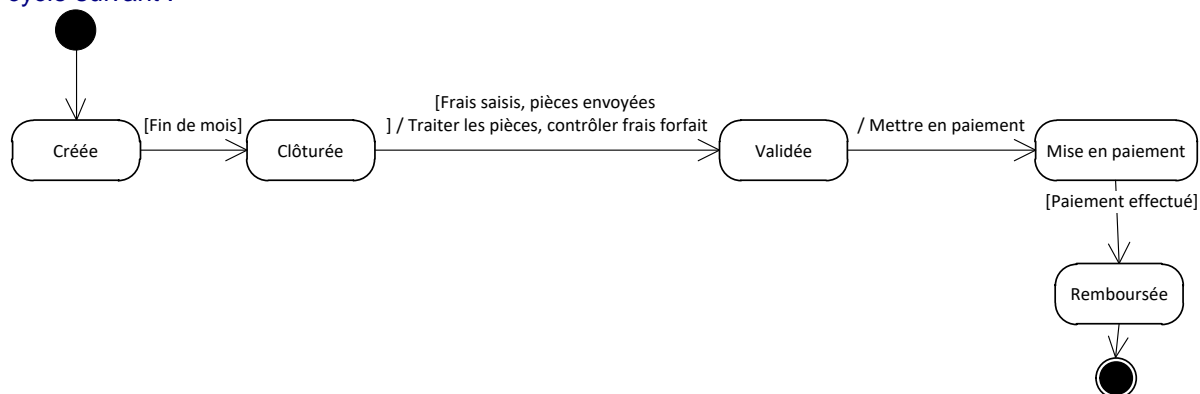 cycle suivant :
[Frais saisis, pièces envoyées
[Fin de mois]
] / Traiter les pièces, contrôler frais forfait
/ Mettre en paiement
Créée
Clôturée
Validée
Mise en paiement
[Paiement effectué]
Remboursée